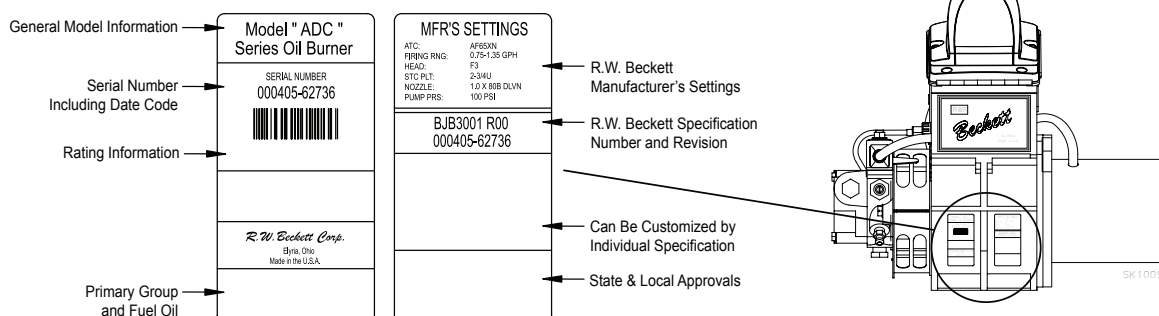 General Model Information
Serial Number
Including Date Code
Rating Information
Primary Group
and Fuel Oil
Model " ADC "
Series Oil Burner
SERIAL NUMBER
000405-62736
R.W. Beckett Corp.
Elyria, Ohio
Made in the U.S.A.
MFR'S SETTINGS
ATC: AF65XN
FIRING RNG: 0.75-1.35 GPH
HEAD: F3
STC PLT: 2-3/4U
NOZZLE: 1.0 X 80B DLVN
PUMP PRS: 100 PSI
BJB3001 R00
000405-62736
R.W. Beckett
Manufacturer's Settings
R.W. Beckett Specification
Number and Revision
Can Be Customized by
Individual Specification
State & Local Approvals
Beckett